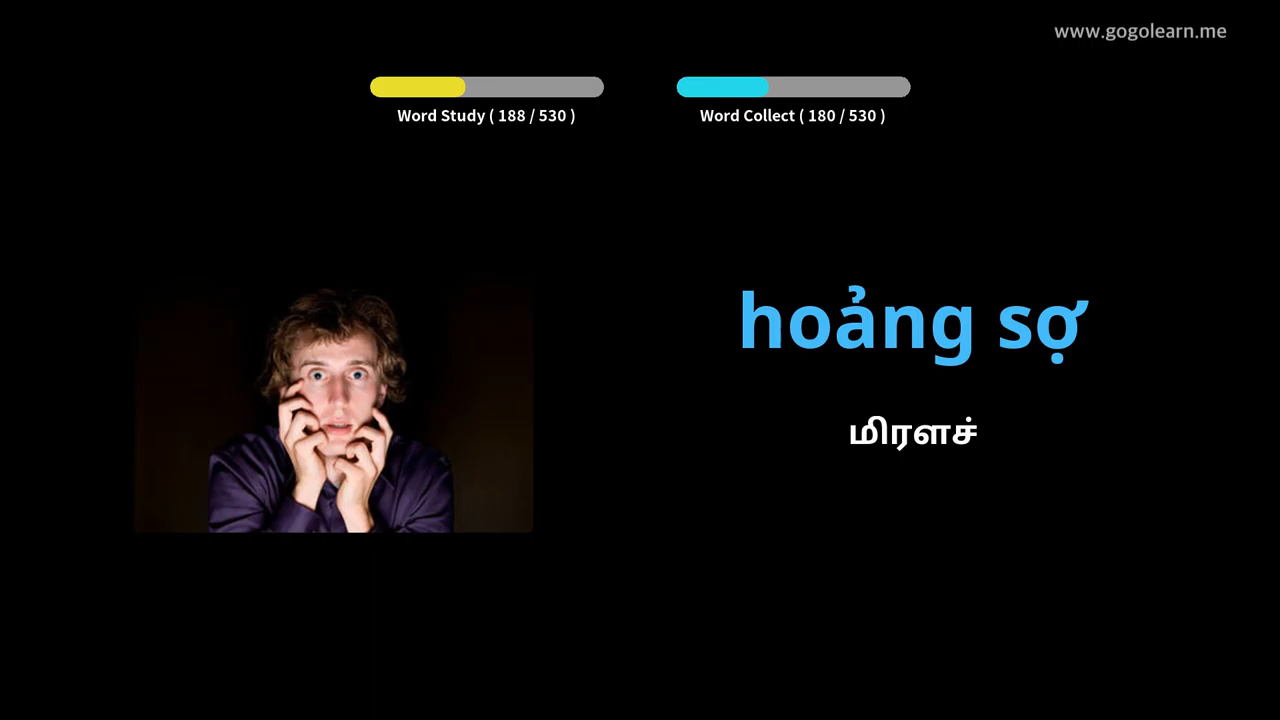 www.gogolearn.me
Word Study ( 188 / 530 )
Word Collect ( 180 / 530 )
hoảng sợ
மிரளச்